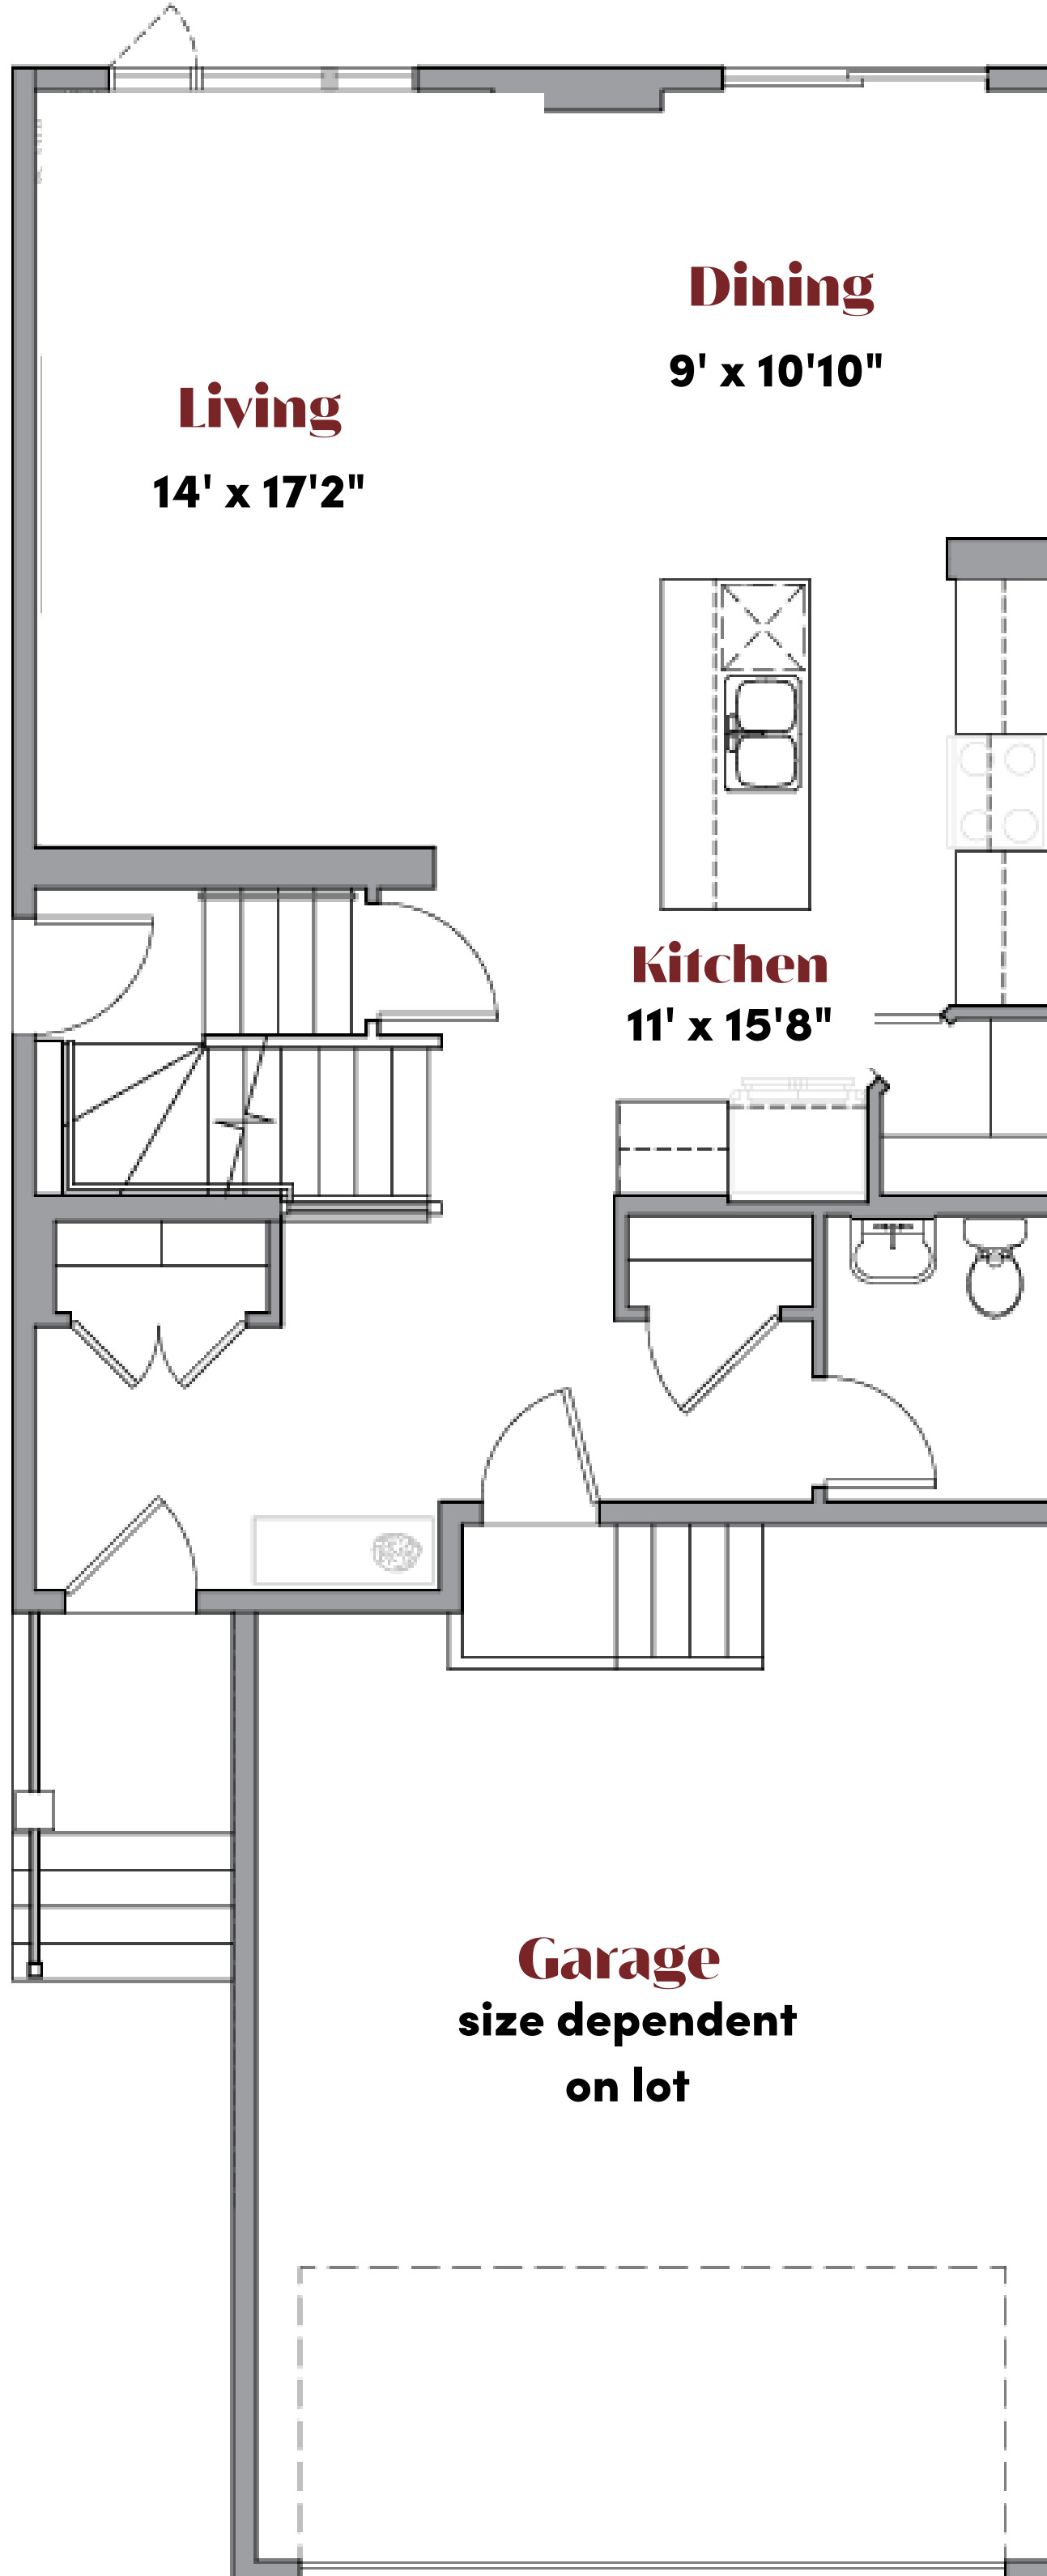 Dining
9' x 10'10"
Living
14' x 17'2"
Kitchen
11' x 15'8"
Garage
size dependent
on lot